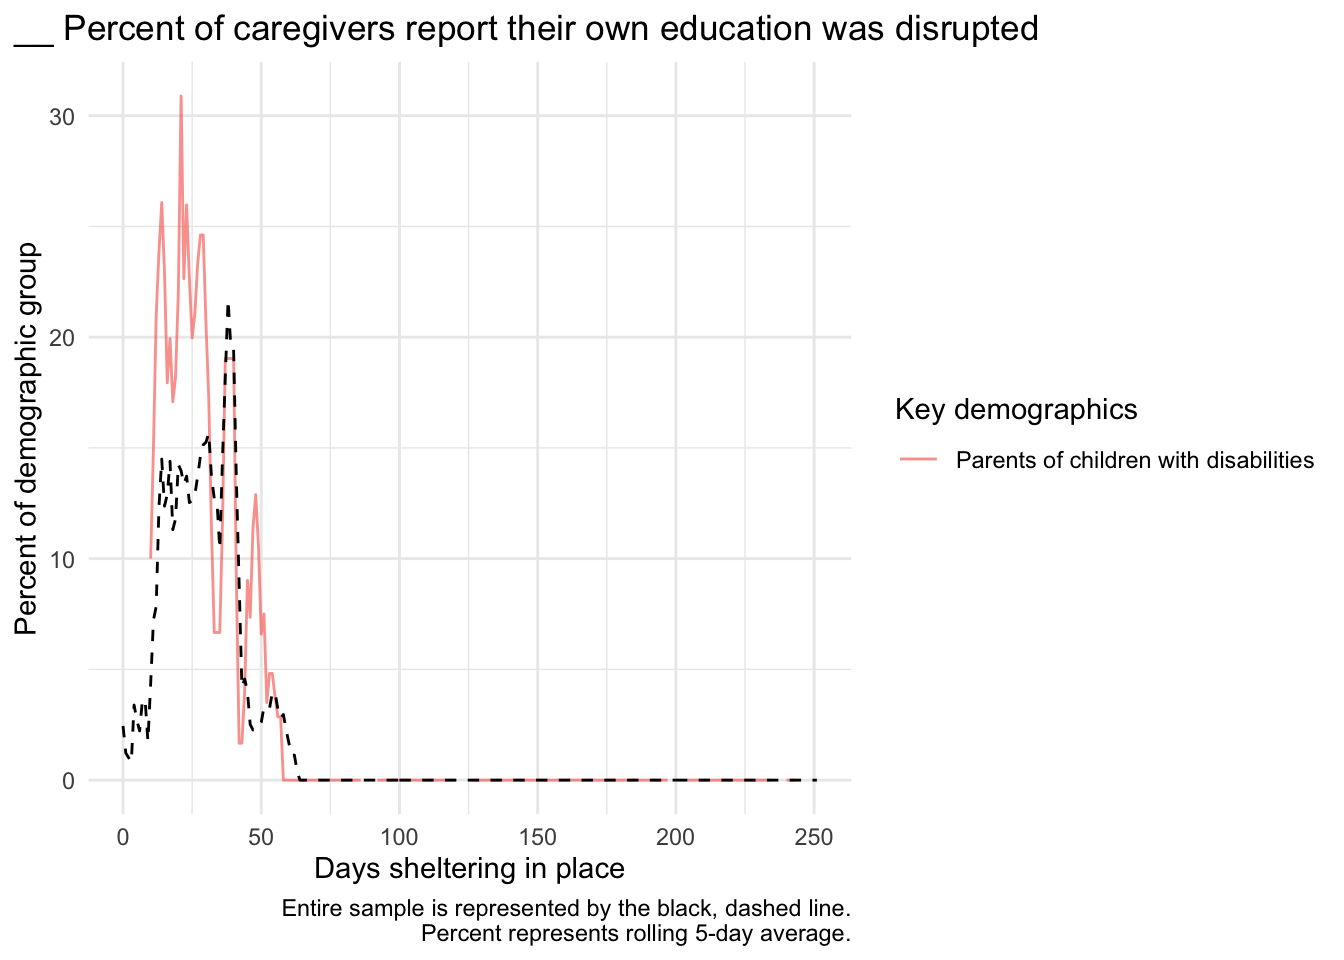 __ Percent of caregivers report their own education was disrupted
30
20
10
0
Percent of demographic group
0 50 100 150 200 250
Days sheltering in place
Key demographics
Parents of children with disabilities
Entire sample is represented by the black, dashed line.
Percent represents rolling 5-day average.